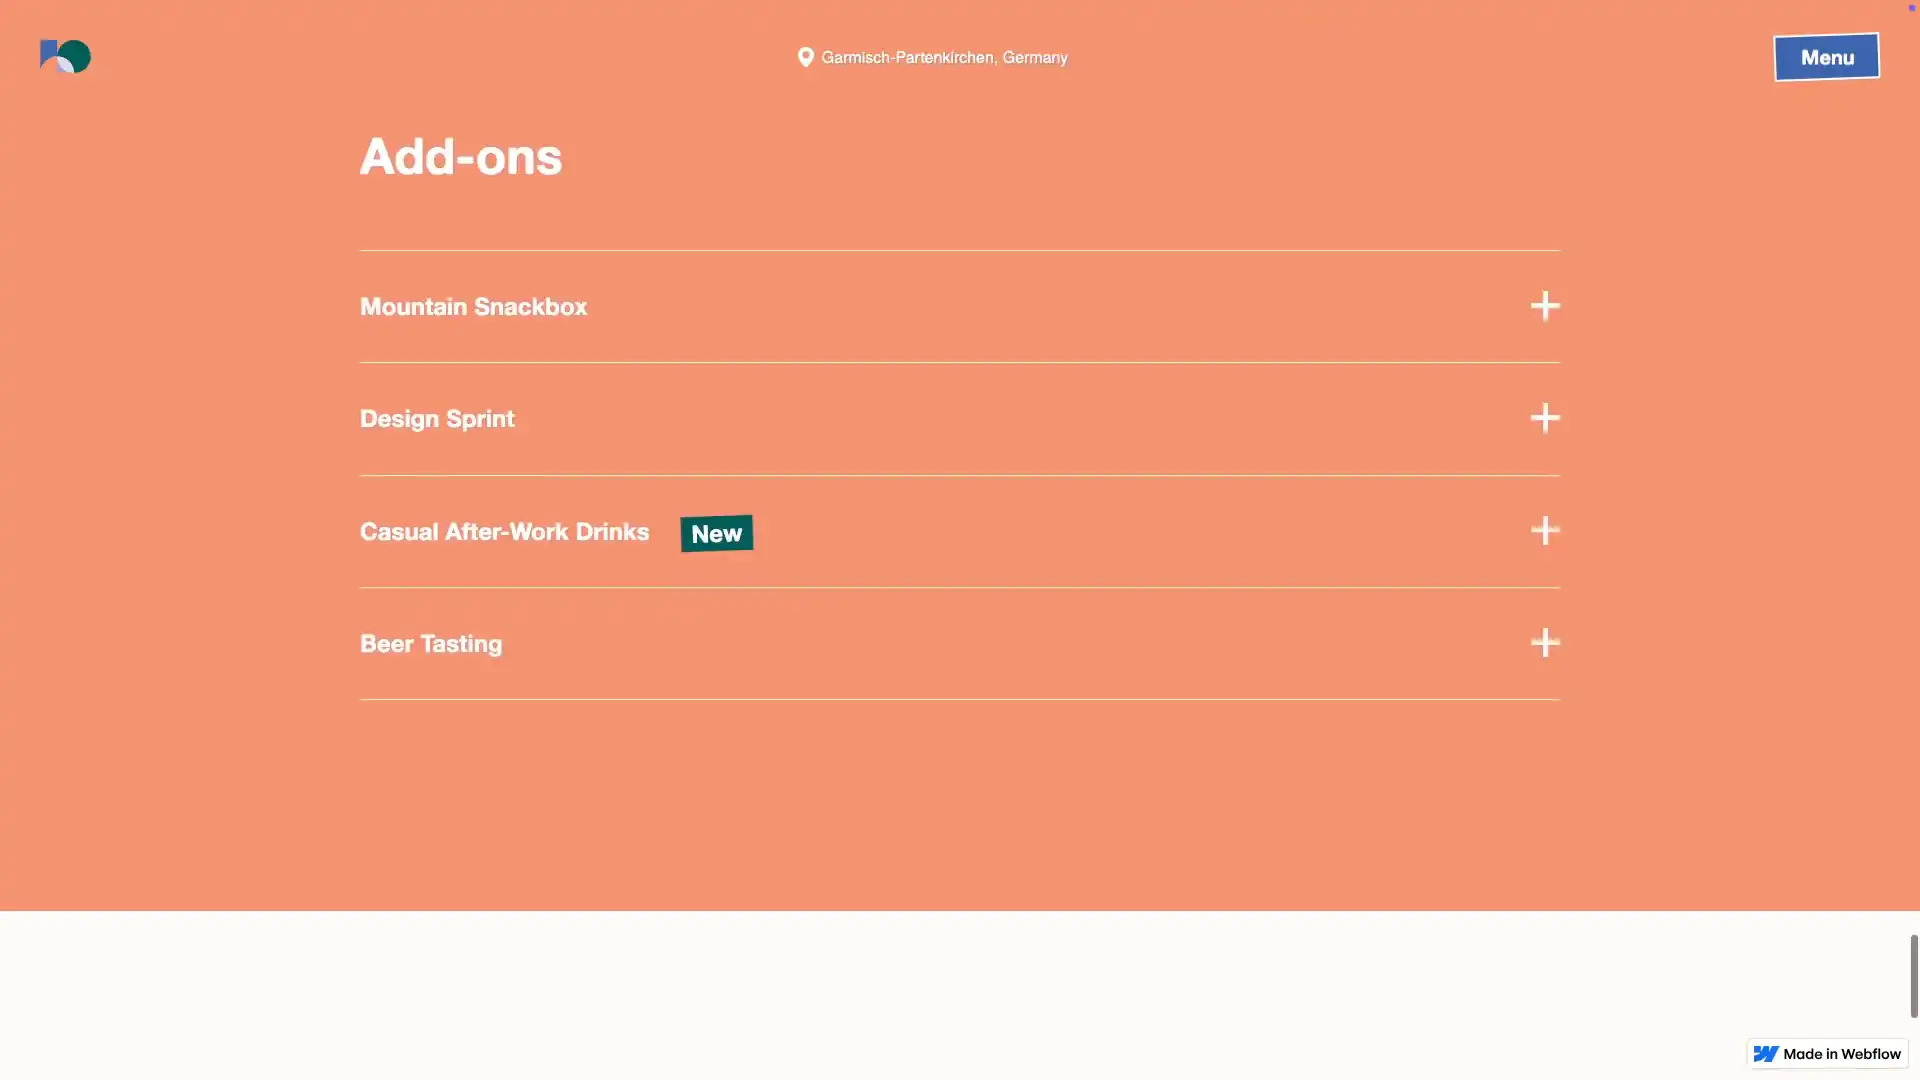 Garmisch-Partenkirchen, Germany
Menu
Add-ons
Mountain Snackbox
Design Sprint
Casual After-Work Drinks New
Beer Tasting
Made in Webflow